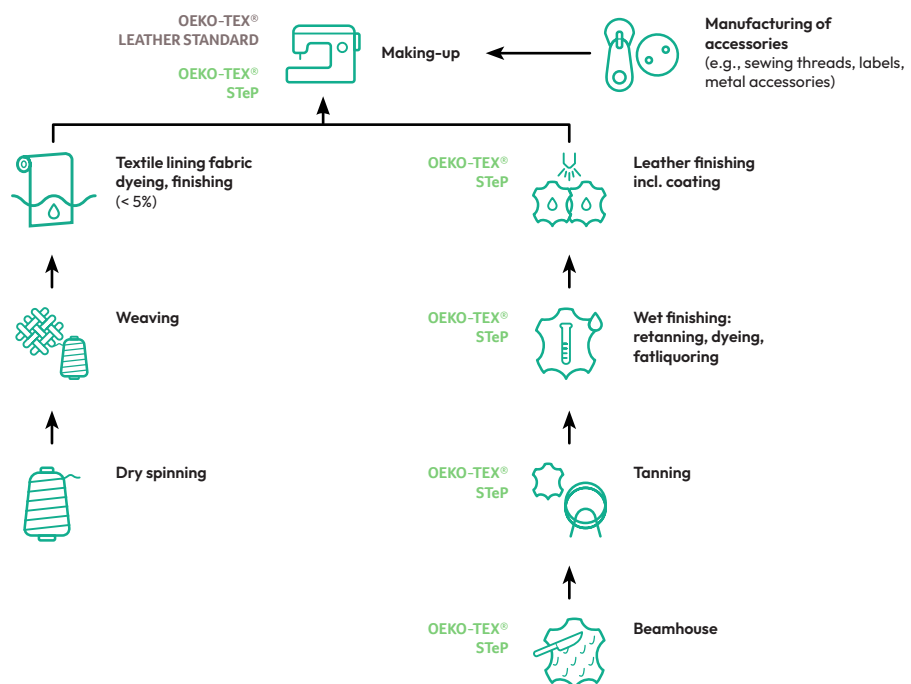 OEKO-TEX®
LEATHER STANDARD
OEKO-TEX®
STeP
Making-up
Manufacturing of
accessories
(e.g., sewing threads, labels,
metal accessories)
Textile lining fabric
dyeing, finishing
(< 5%)
OEKO-TEX®
STeP
Leather finishing
incl. coating
Weaving
OEKO-TEX®
STeP
Wet finishing:
retanning, dyeing,
fatliquoring
Dry spinning
OEKO-TEX®
STeP
Tanning
OEKO-TEX®
STeP
Beamhouse